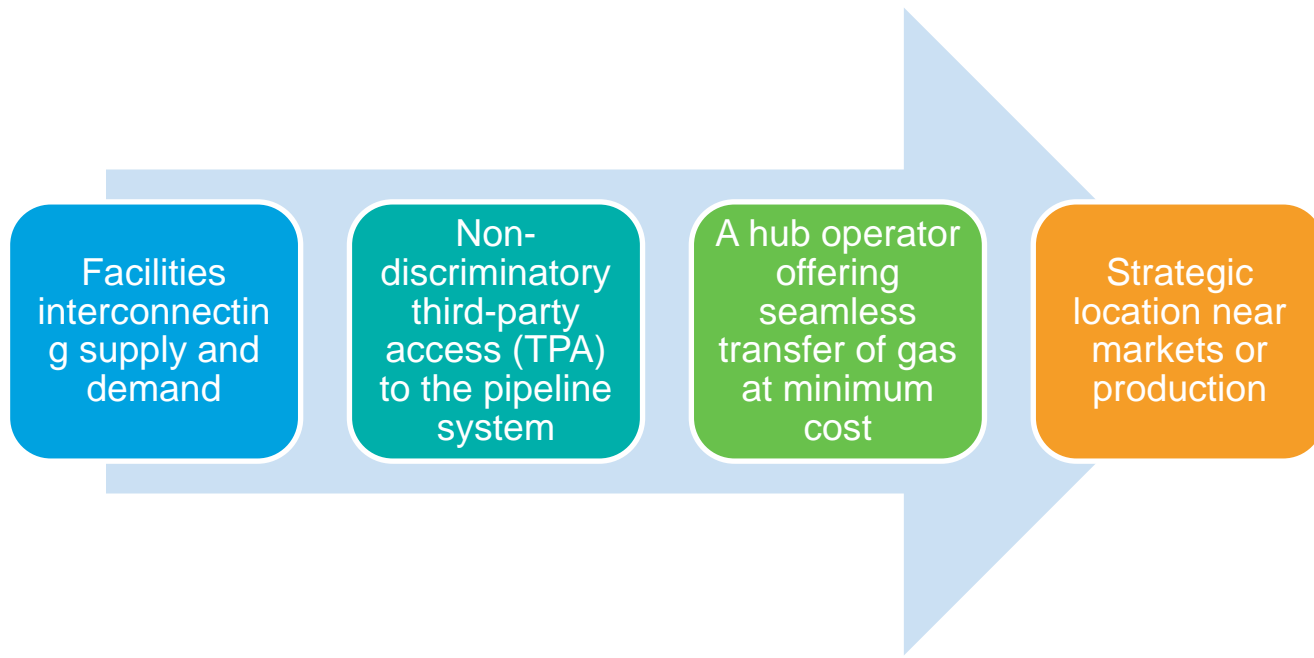 Facilities
interconnectin
g supply and
demand
Non-
discriminatory
third-party
access (TPA)
to the pipeline
system
A hub operator
offering
seamless
transfer of gas
at minimum
cost
Strategic
location near
markets or
production